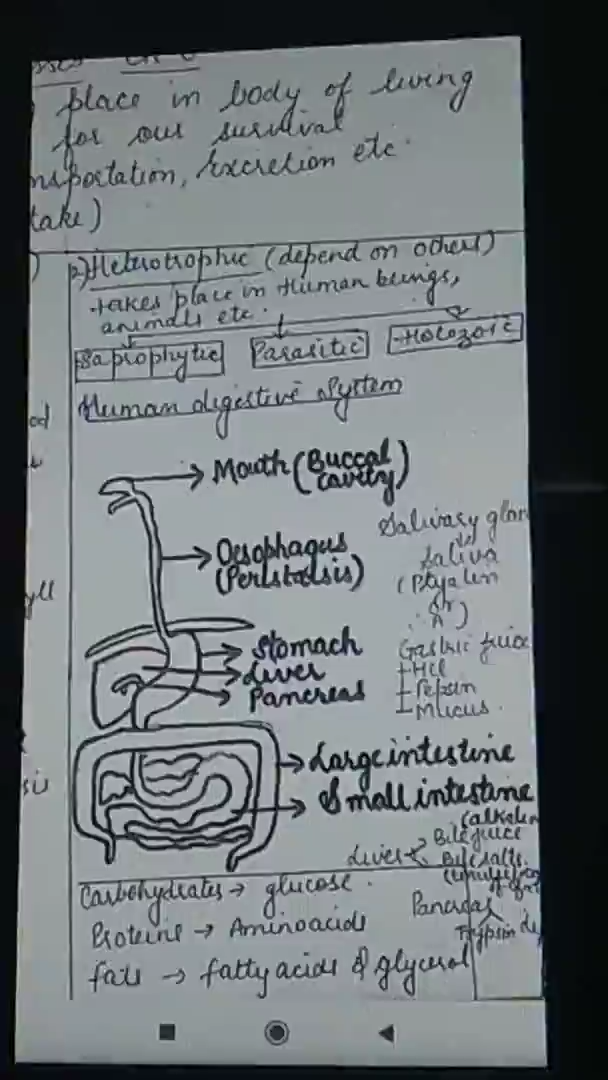 place in body of living
for our survival
nsportation, Excretion etc.
take)
2) Heterotrophic (depend on others)
takes place in Human beings,
animals etc.
Saprophytic Parasitic Holozoic
Human digestive System
Mouth (Buccal cavity)
Salivary glan
Saliva
(Ptyalin
Oesophagus
(Peristalsis)
Stomach
Liver
Pancreas
Gastric juice
HCl
Pepsin
Mucus
Large intestine
Small intestine
(alkalin
Liver
Bile juice
Bile salts
Carbohydrates → glucose.
Proteins → Aminoacids
fats → fatty acids & glycerol
Pancreas
Trypsin